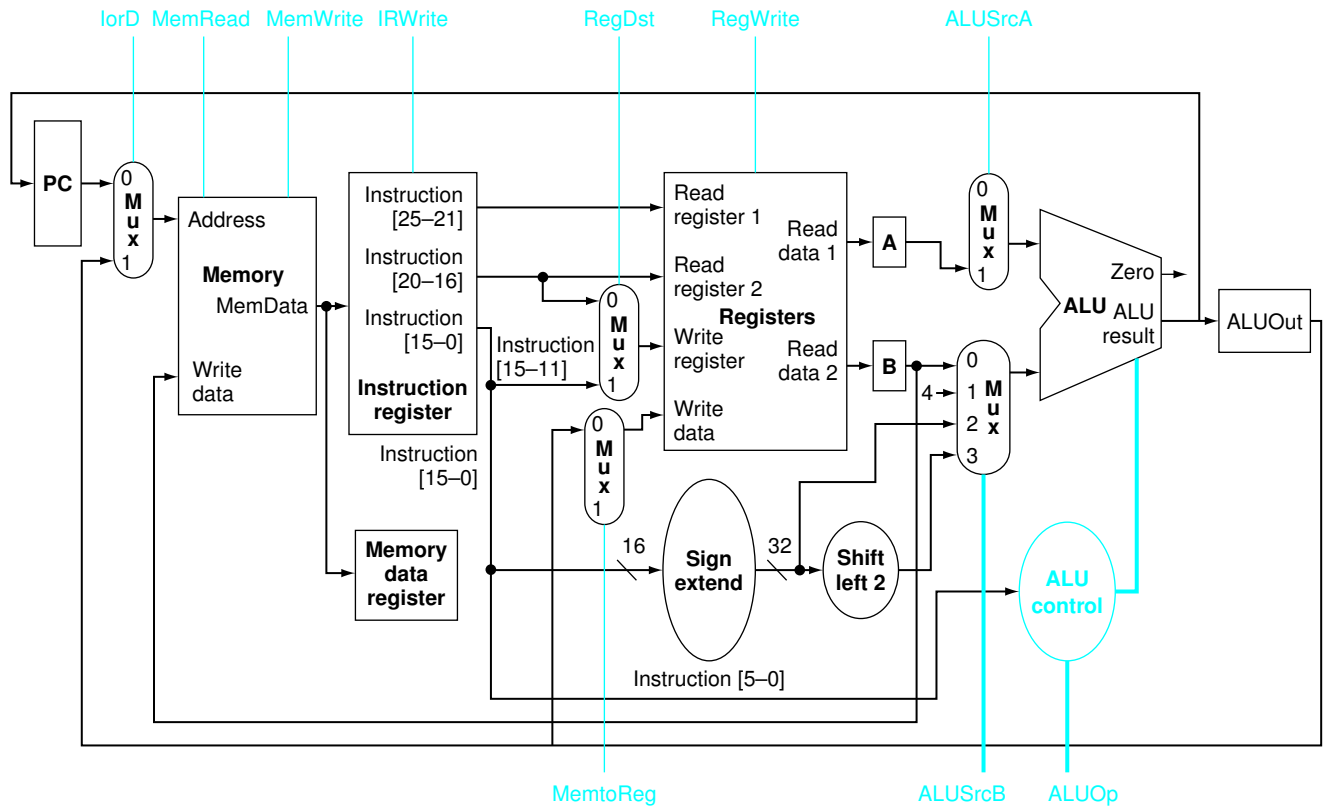 IorD MemRead MemWrite IRWrite RegDst RegWrite ALUSrcA
PC
0
M
u
x
1
Address
Memory
MemData
Write
data
Instruction
[25–21]
Instruction
[20–16]
Instruction
[15–0]
Instruction
register
Instruction
[15–0]
Memory
data
register
0
M
u
x
1
Instruction
[15–11]
0
M
u
x
1
Read
register 1
Read
register 2
Registers
Write
register
Write
data
Read
data 1
Read
data 2
16
Sign
extend
32
Shift
left 2
A
B
4
0
M
u
x
1
0
1
2
3
M
u
x
Zero
ALU
ALU
result
ALUOut
ALU
control
Instruction [5–0]
MemtoReg ALUSrcB ALUOp